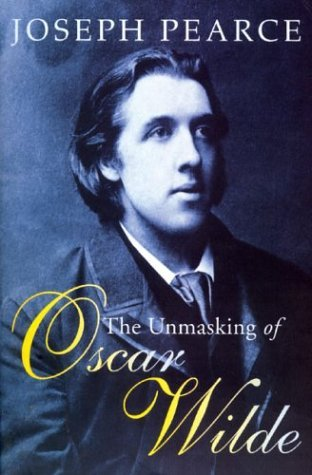 JOSEPH PEARCE
The Unmasking of
Oscar
Wilde